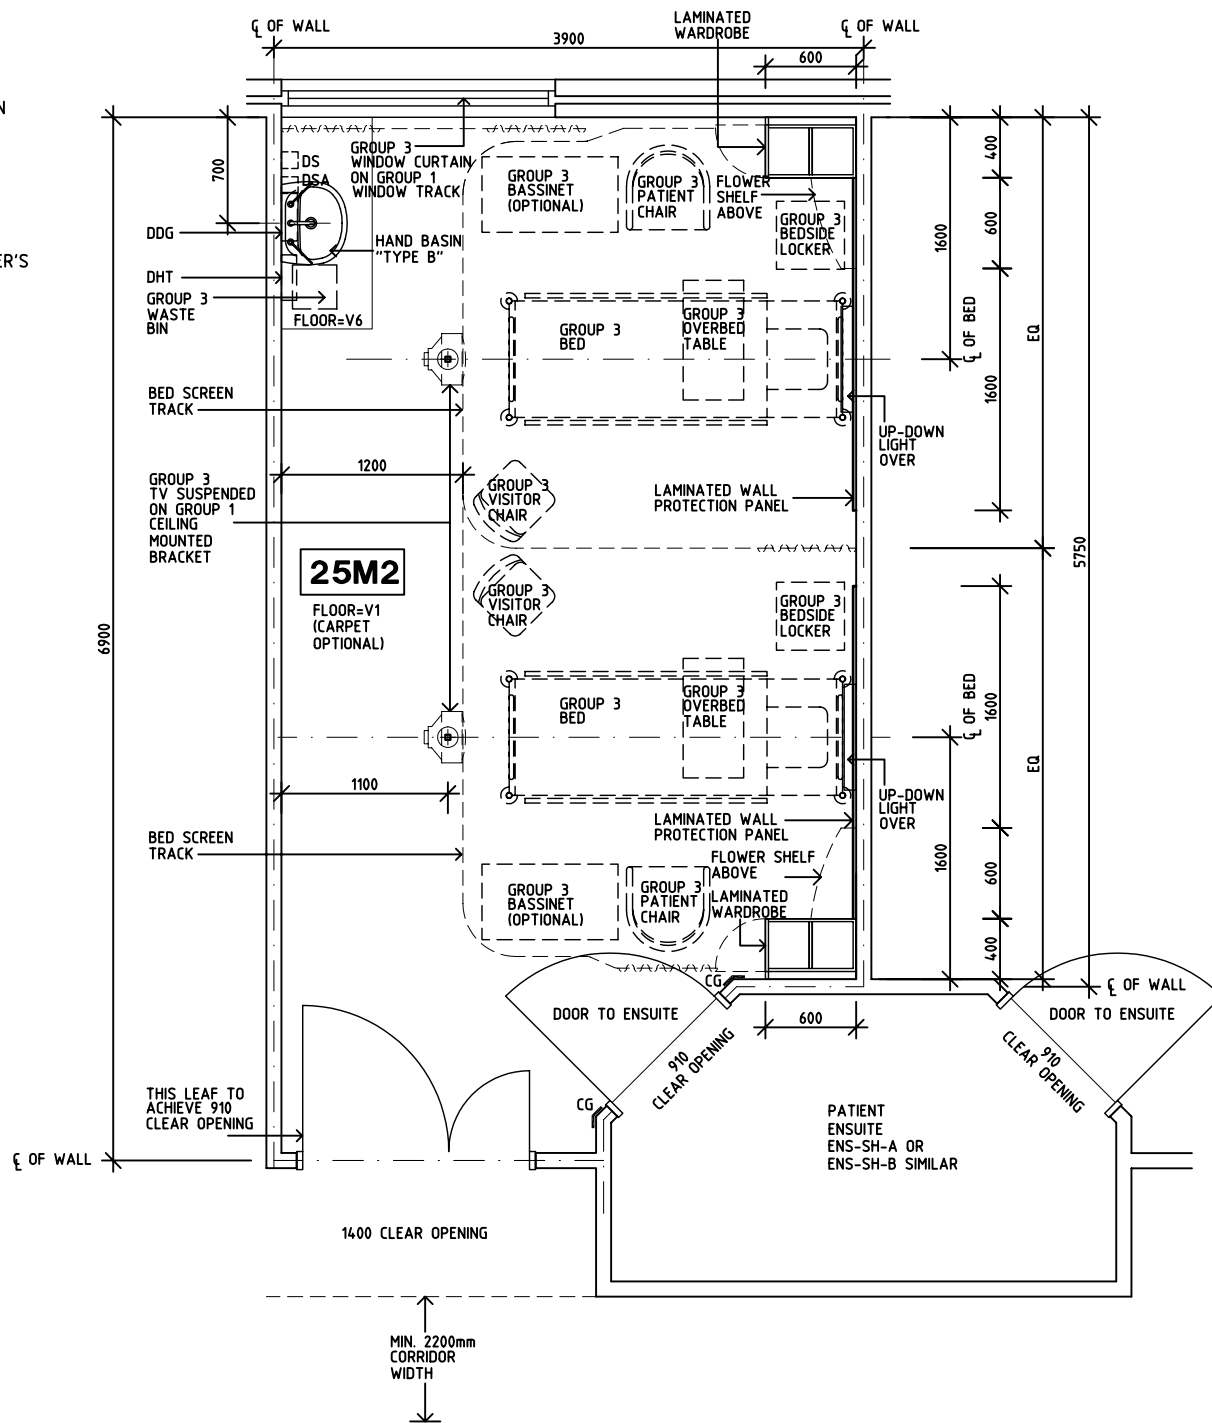 LAMINATED
WARDROBE
℄ OF WALL
℄ OF WALL
3900
600
N
700
DS
DSA
GROUP 3
WINDOW CURTAIN
ON GROUP 1
WINDOW TRACK
GROUP 3
BASSINET
(OPTIONAL)
GROUP 3
PATIENT
CHAIR
FLOWER
SHELF
ABOVE
GROUP 3
BEDSIDE
LOCKER
400
600
1600
DDG
HAND BASIN
"TYPE B"
ER'S
DHT
GROUP 3
WASTE
BIN
FLOOR=V6
GROUP 3
BED
GROUP 3
OVERBED
TABLE
℄ OF BED
EQ
1600
BED SCREEN
TRACK
UP-DOWN
LIGHT
OVER
1200
GROUP 3
TV SUSPENDED
ON GROUP 1
CEILING
MOUNTED
BRACKET
GROUP 3
VISITOR
CHAIR
LAMINATED WALL
PROTECTION PANEL
5750
25M2
FLOOR=V1
(CARPET
OPTIONAL)
6900
GROUP 3
VISITOR
CHAIR
GROUP 3
BEDSIDE
LOCKER
GROUP 3
BED
GROUP 3
OVERBED
TABLE
℄ OF BED
1600
EQ
1100
UP-DOWN
LIGHT
OVER
BED SCREEN
TRACK
LAMINATED WALL
PROTECTION PANEL
FLOWER SHELF
ABOVE
1600
600
GROUP 3
BASSINET
(OPTIONAL)
GROUP 3
PATIENT
CHAIR
LAMINATED
WARDROBE
400
CG
℄ OF WALL
DOOR TO ENSUITE
600
DOOR TO ENSUITE
910
CLEAR OPENING
910
CLEAR OPENING
THIS LEAF TO
ACHIEVE 910
CLEAR OPENING
CG
PATIENT
ENSUITE
ENS-SH-A OR
ENS-SH-B SIMILAR
℄ OF WALL
1400 CLEAR OPENING
MIN. 2200mm
CORRIDOR
WIDTH